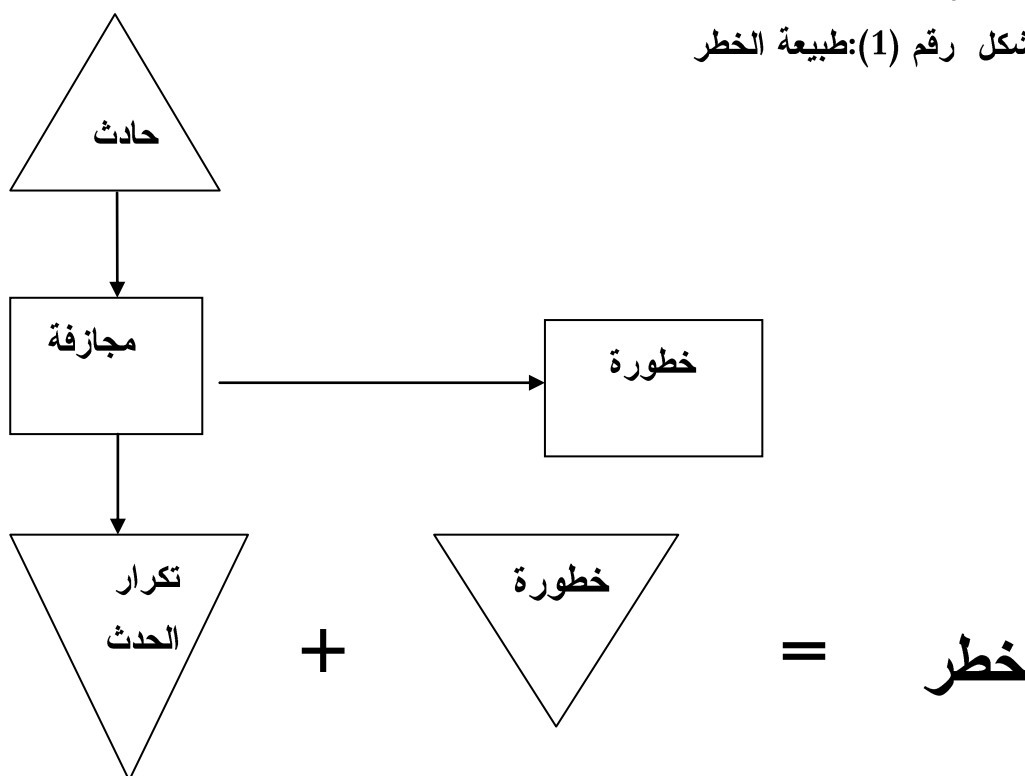 شكل رقم (1):طبيعة الخطر
حادث
مجازفة
خطورة
تكرار
الحدث
+
خطورة
=
خطر